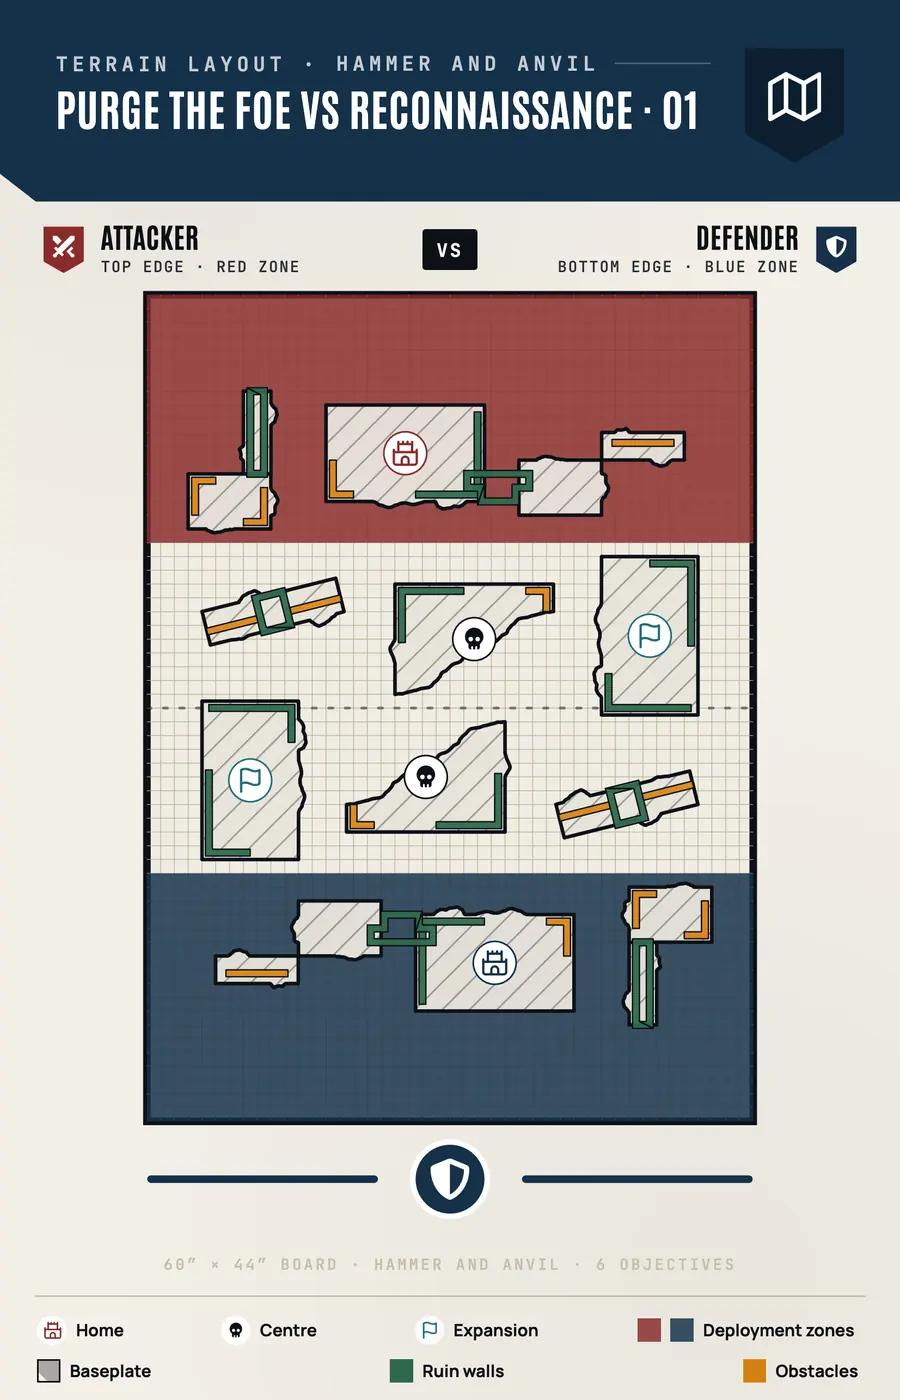 TERRAIN LAYOUT · HAMMER AND ANVIL
PURGE THE FOE VS RECONNAISSANCE · 01
ATTACKER
TOP EDGE · RED ZONE
VS
DEFENDER
BOTTOM EDGE · BLUE ZONE
60″ × 44″ BOARD · HAMMER AND ANVIL · 6 OBJECTIVES
Home
Centre
Expansion
Deployment zones
Baseplate
Ruin walls
Obstacles